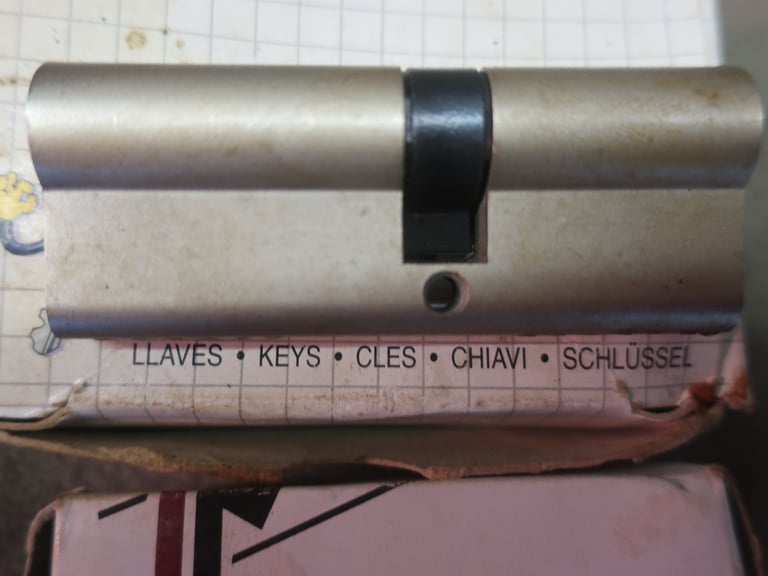 LLAVES • KEYS • CLES • CHIAVI • SCHLÜSSEL